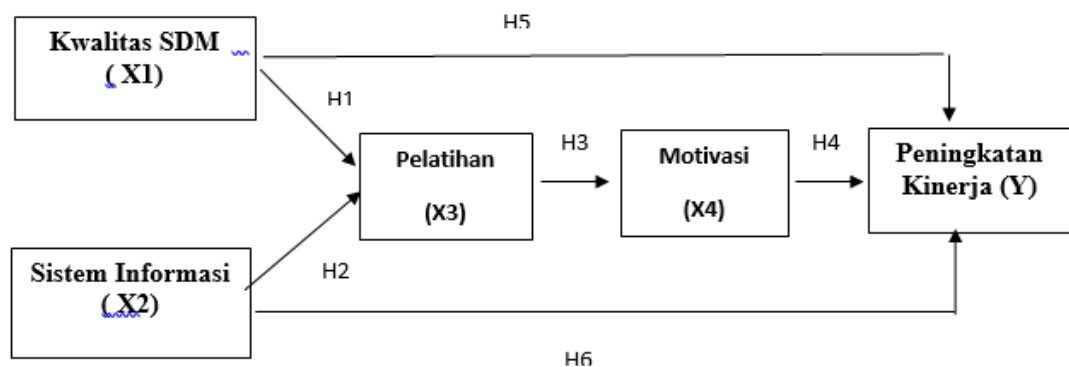 H5
Kwalitas SDM
( X1)
H1
Pelatihan
(X3)
H3
Motivasi
(X4)
H4
Peningkatan
Kinerja (Y)
Sistem Informasi
( X2)
H2
H6